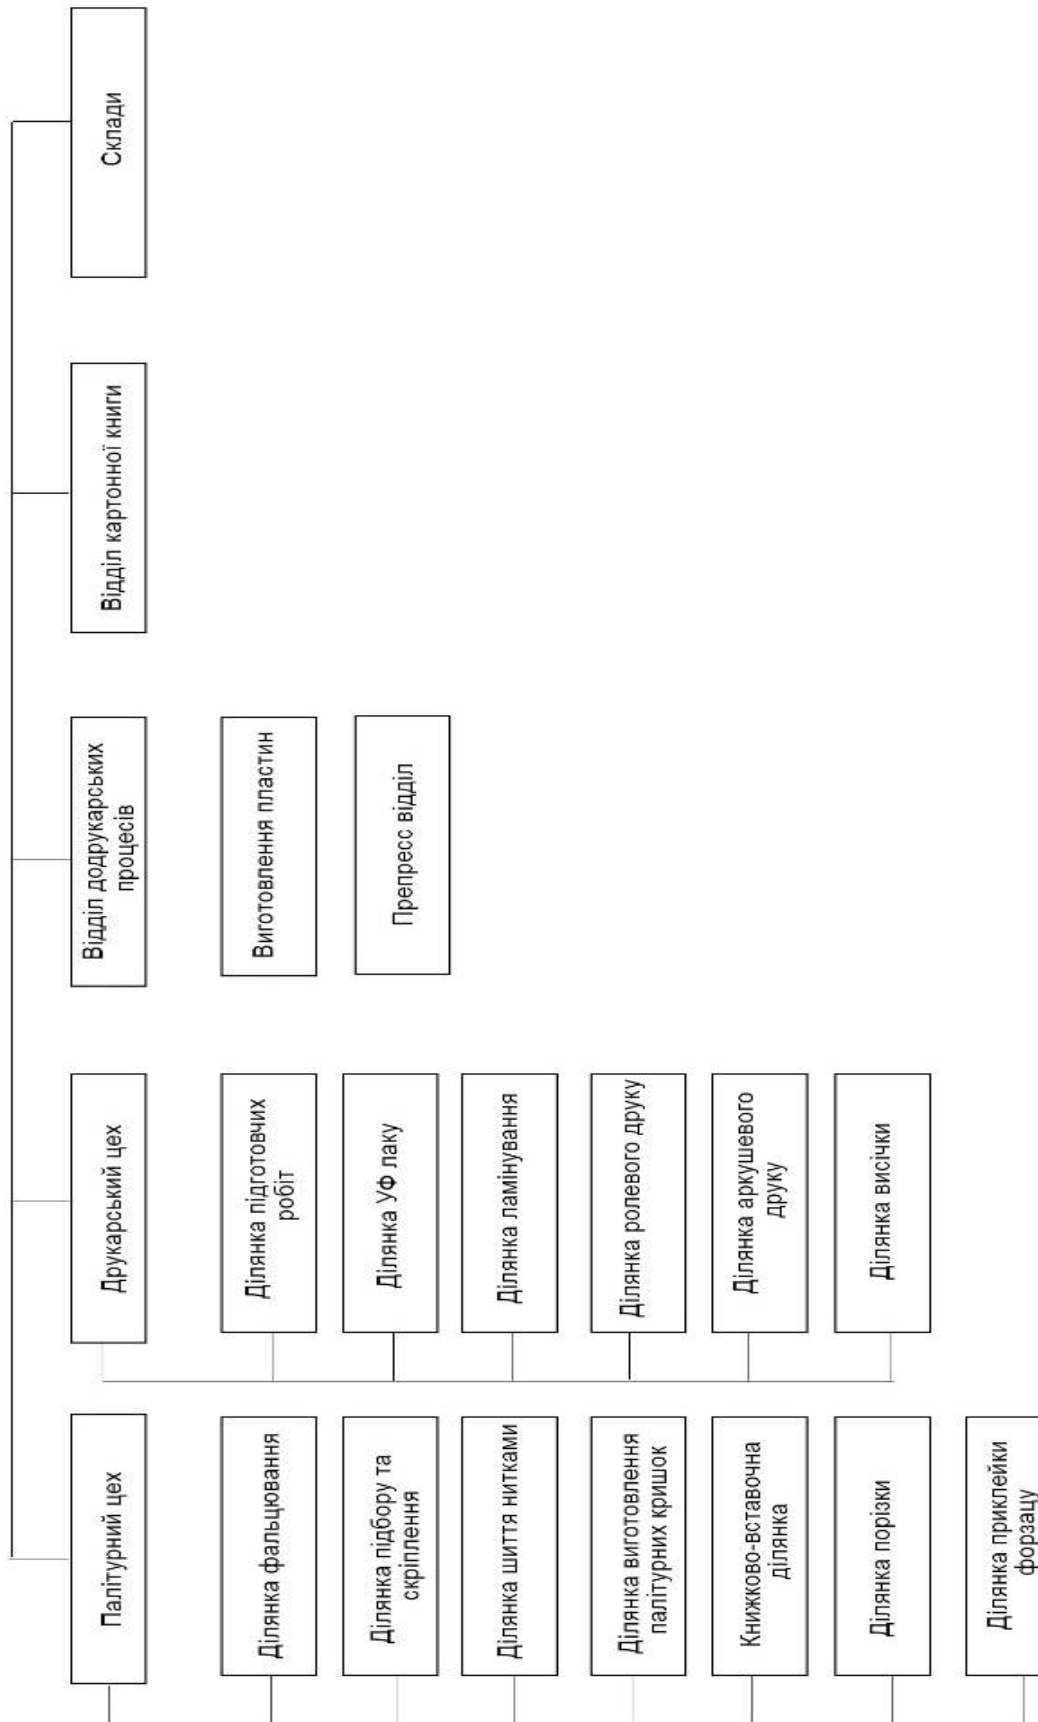 Палітурний цех
Друкарський цех
Відділ додрукарських
процесів
Відділ картонної книги
Склади
Ділянка фальцювання
Ділянка підготовчих
робіт
Виготовлення пластин
Ділянка підбору та
скріплення
Ділянка УФ лаку
Препресс відділ
Ділянка шиття нитками
Ділянка ламінування
Ділянка виготовлення
палітурних кришок
Ділянка ролевого друку
Книжково-вставочна
ділянка
Ділянка аркушевого
друку
Ділянка порізки
Ділянка висічки
Ділянка приклейки
форзацу